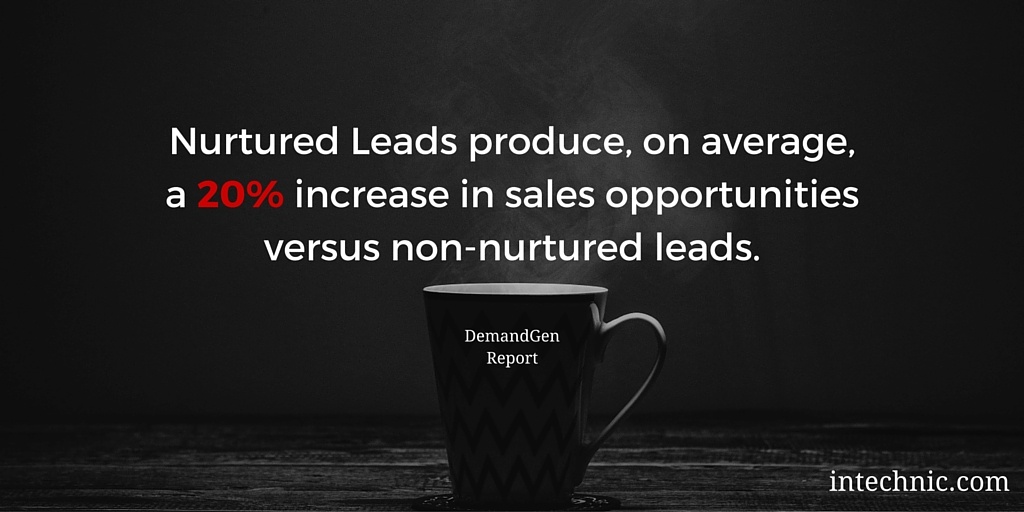 Nurtured Leads produce, on average,
a 20% increase in sales opportunities
versus non-nurtured leads.
DemandGen
Report
intechnic.com